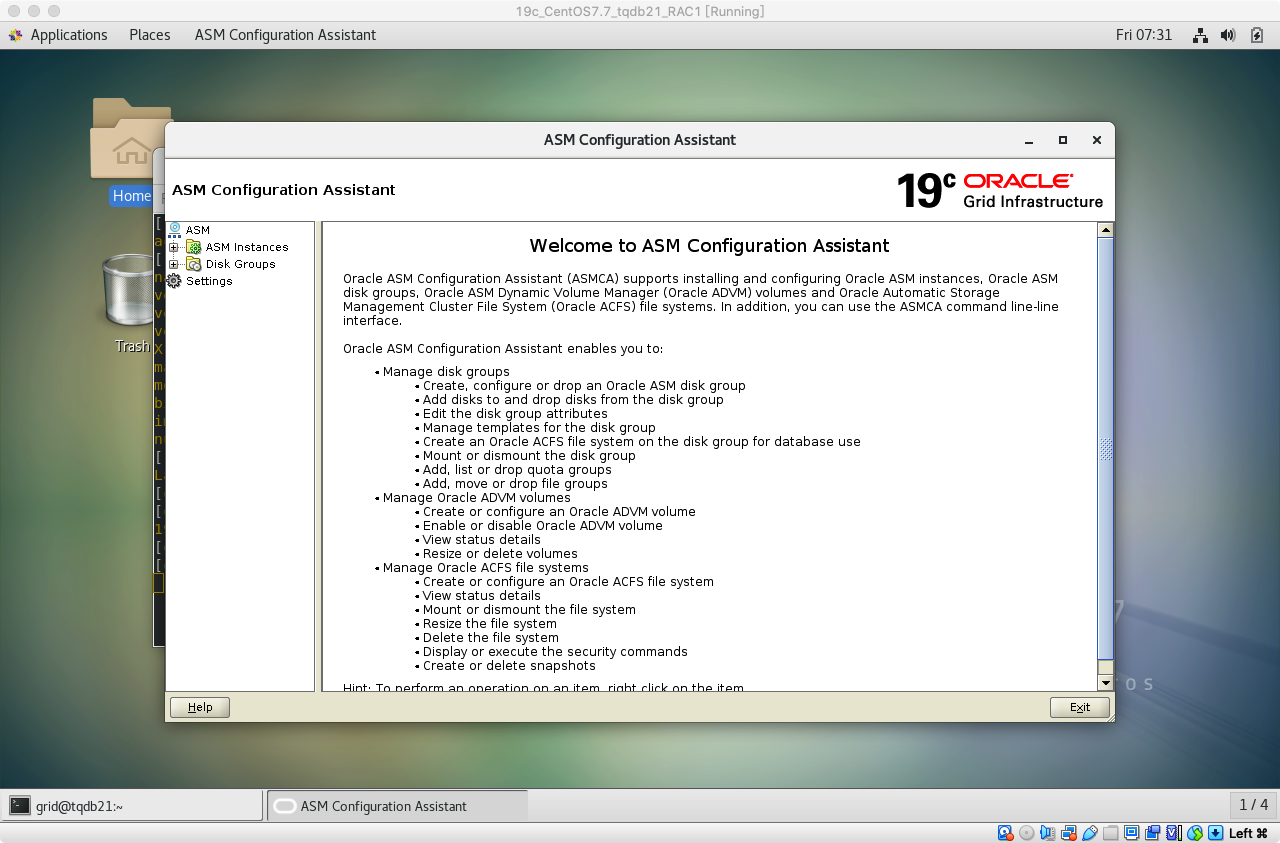 19c_CentOS7.7_tqdb21_RAC1 [Running]
Applications Places ASM Configuration Assistant Fri 07:31
ASM Configuration Assistant
Home
ASM Configuration Assistant
19c ORACLE
Grid Infrastructure
ASM
ASM Instances
Disk Groups
Settings
Trash
Welcome to ASM Configuration Assistant
Oracle ASM Configuration Assistant (ASMCA) supports installing and configuring Oracle ASM instances, Oracle ASM
disk groups, Oracle ASM Dynamic Volume Manager (Oracle ADVM) volumes and Oracle Automatic Storage
Management Cluster File System (Oracle ACFS) file systems. In addition, you can use the ASMCA command line-line
interface.
Oracle ASM Configuration Assistant enables you to:
• Manage disk groups
• Create, configure or drop an Oracle ASM disk group
• Add disks to and drop disks from the disk group
• Edit the disk group attributes
• Manage templates for the disk group
• Create an Oracle ACFS file system on the disk group for database use
• Mount or dismount the disk group
• Add, list or drop quota groups
• Add, move or drop file groups
• Manage Oracle ADVM volumes
• Create or configure an Oracle ADVM volume
• Enable or disable Oracle ADVM volume
• View status details
• Resize or delete volumes
• Manage Oracle ACFS file systems
• Create or configure an Oracle ACFS file system
• View status details
• Mount or dismount the file system
• Resize the file system
• Delete the file system
• Display or execute the security commands
• Create or delete snapshots
Hint: To perform an operation on an item, right click on the item
Help Exit
grid@tqdb21:~ ASM Configuration Assistant 1 / 4
Left ⌘